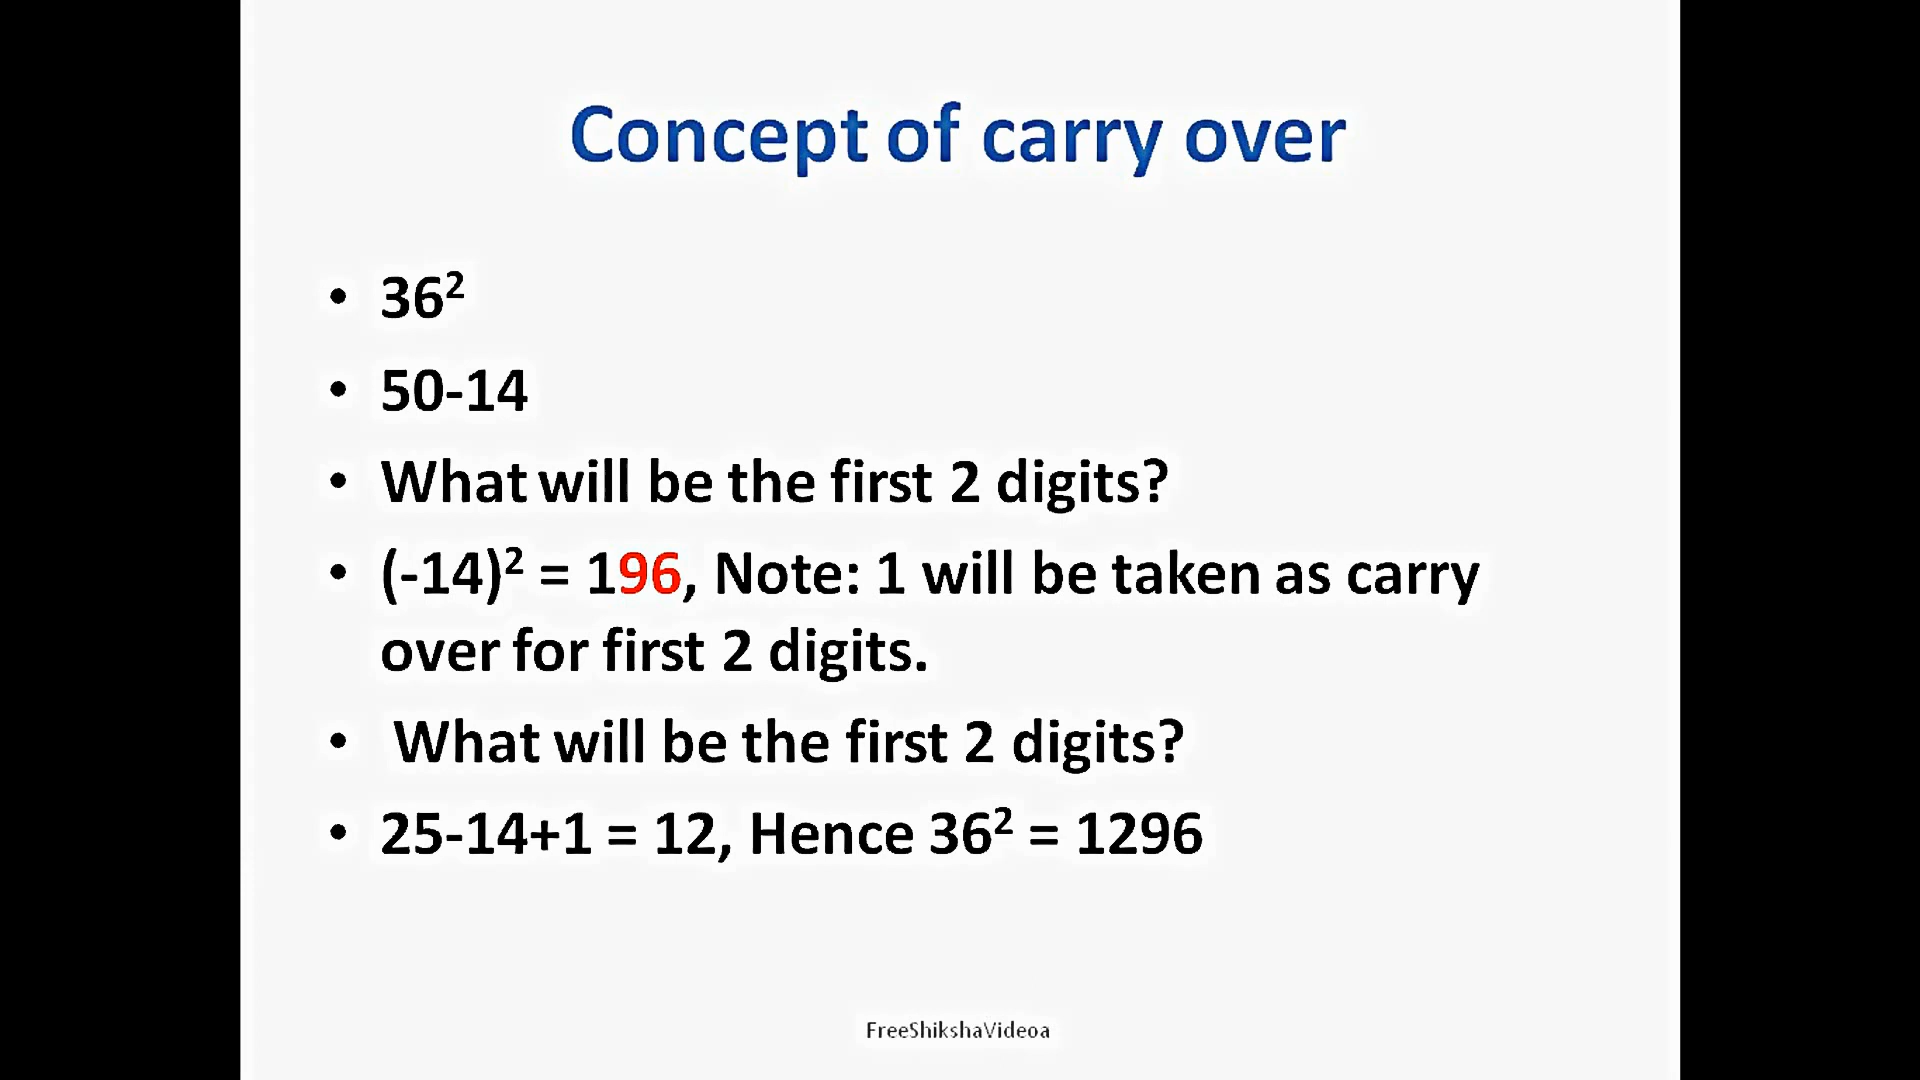 Concept of carry over
• 36²
• 50-14
• What will be the first 2 digits?
• (-14)² = 196, Note: 1 will be taken as carry
over for first 2 digits.
• What will be the first 2 digits?
• 25-14+1 = 12, Hence 36² = 1296
FreeShikshaVideoa